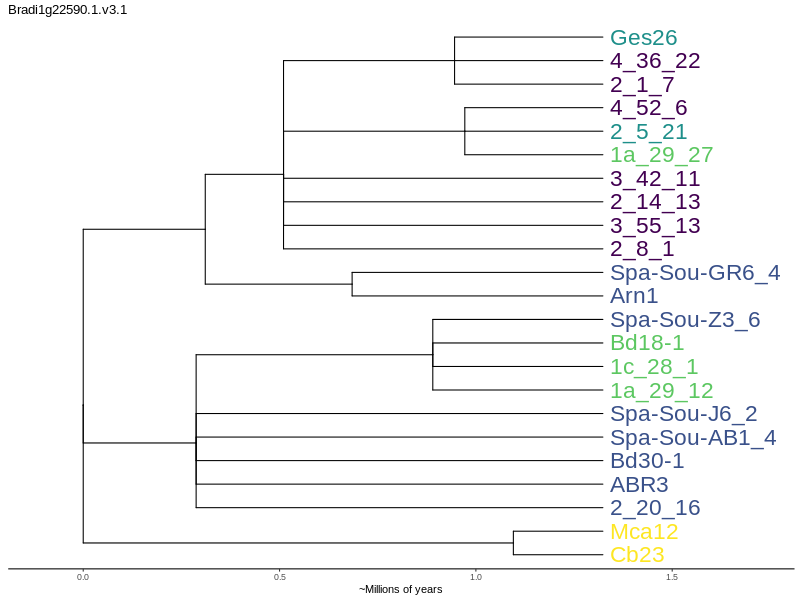 Bradi1g22590.1.v3.1
Ges26
4_36_22
2_1_7
4_52_6
2_5_21
1a_29_27
3_42_11
2_14_13
3_55_13
2_8_1
Spa-Sou-GR6_4
Arn1
Spa-Sou-Z3_6
Bd18-1
1c_28_1
1a_29_12
Spa-Sou-J6_2
Spa-Sou-AB1_4
Bd30-1
ABR3
2_20_16
Mca12
Cb23
0.0 0.5 1.0 1.5
~Millions of years